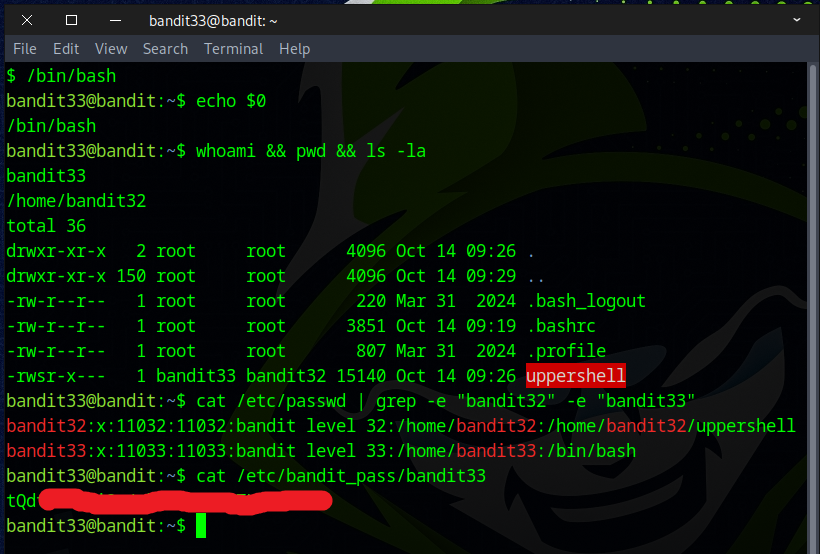 bandit33@bandit: ~
File Edit View Search Terminal Help
$ /bin/bash
bandit33@bandit:~$ echo $0
/bin/bash
bandit33@bandit:~$ whoami && pwd && ls -la
bandit33
/home/bandit32
total 36
drwxr-xr-x   2 root     root      4096 Oct 14 09:26 .
drwxr-xr-x 150 root     root      4096 Oct 14 09:29 ..
-rw-r--r--   1 root     root       220 Mar 31  2024 .bash_logout
-rw-r--r--   1 root     root      3851 Oct 14 09:19 .bashrc
-rw-r--r--   1 root     root       807 Mar 31  2024 .profile
-rwsr-x---   1 bandit33 bandit32 15140 Oct 14 09:26 uppershell
bandit33@bandit:~$ cat /etc/passwd | grep -e "bandit32" -e "bandit33"
bandit32:x:11032:11032:bandit level 32:/home/bandit32:/home/bandit32/uppershell
bandit33:x:11033:11033:bandit level 33:/home/bandit33:/bin/bash
bandit33@bandit:~$ cat /etc/bandit_pass/bandit33
bandit33@bandit:~$